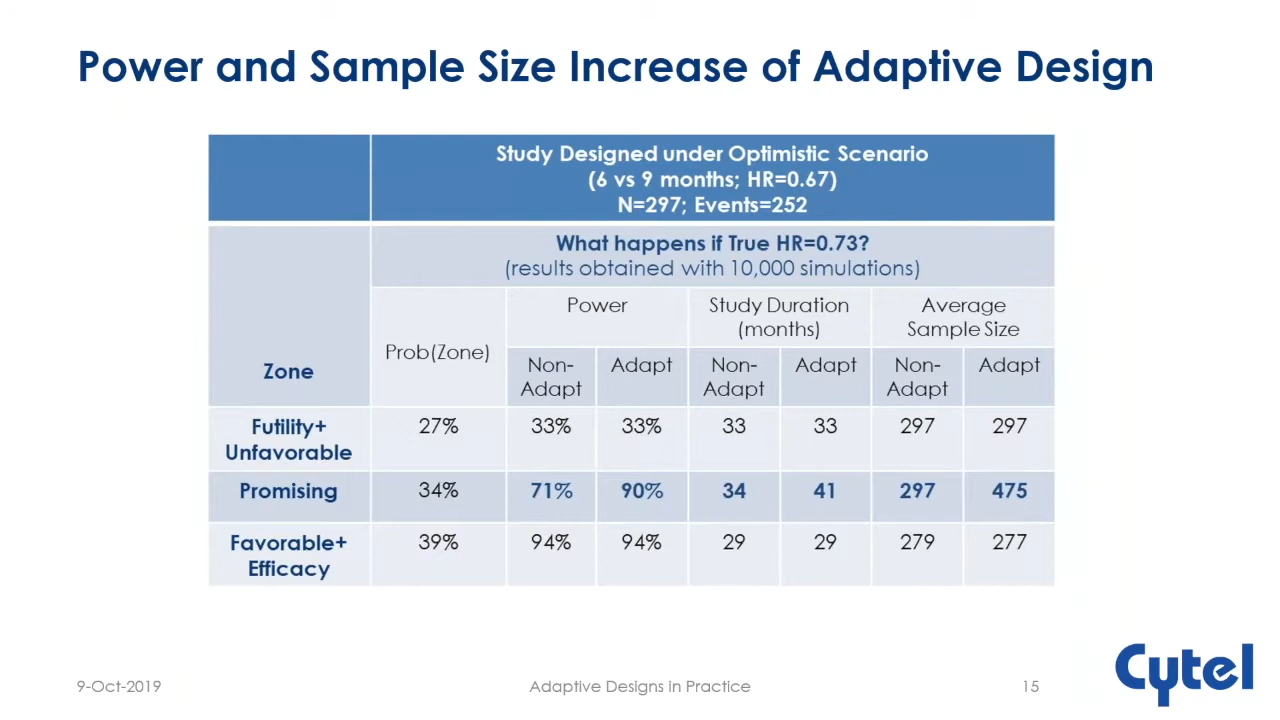 Power and Sample Size Increase of Adaptive Design
Study Designed under Optimistic Scenario
(6 vs 9 months; HR=0.67)
N=297; Events=252
What happens if True HR=0.73?
(results obtained with 10,000 simulations)
Zone
Prob(Zone)
Power
Study Duration
(months)
Average
Sample Size
Non-
Adapt
Adapt
Non-
Adapt
Adapt
Non-
Adapt
Adapt
Futility+
Unfavorable
27%
33%
33%
33
33
297
297
Promising
34%
71%
90%
34
41
297
475
Favorable+
Efficacy
39%
94%
94%
29
29
279
277
9-Oct-2019
Adaptive Designs in Practice
15
Cytel